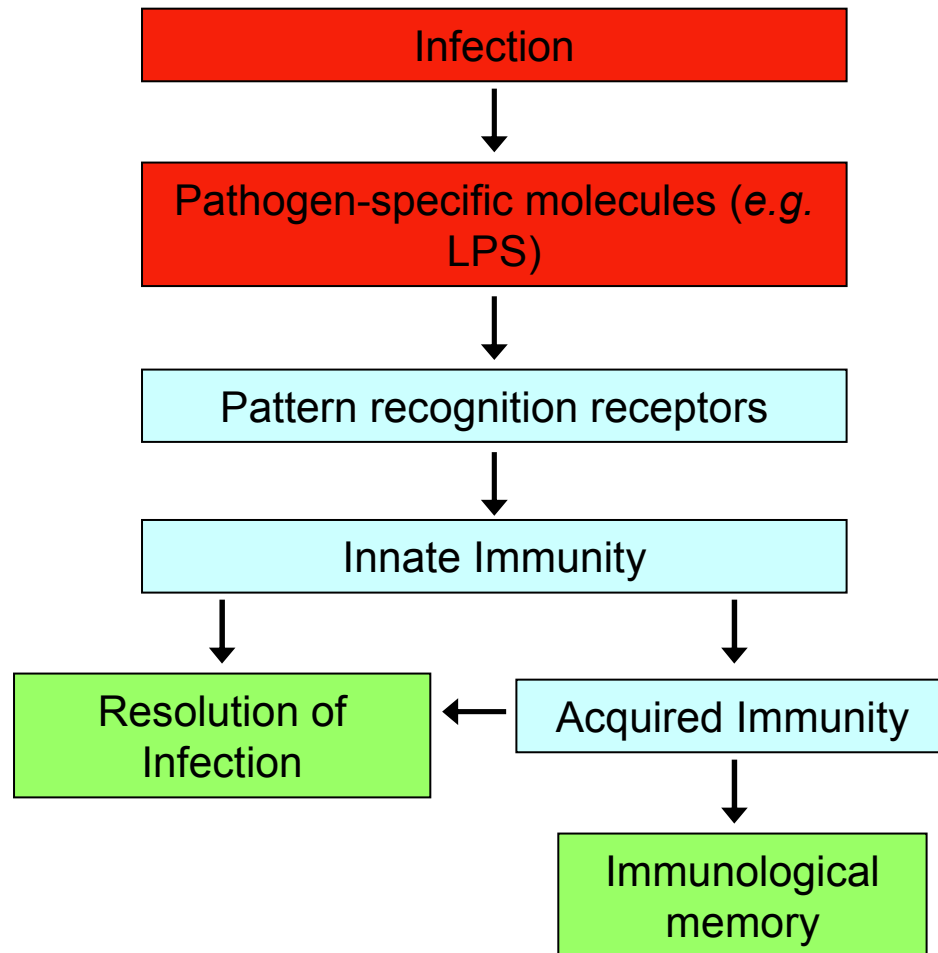 Infection
Pathogen-specific molecules (e.g.
LPS)
Pattern recognition receptors
Innate Immunity
Resolution of
Infection
Acquired Immunity
Immunological
memory